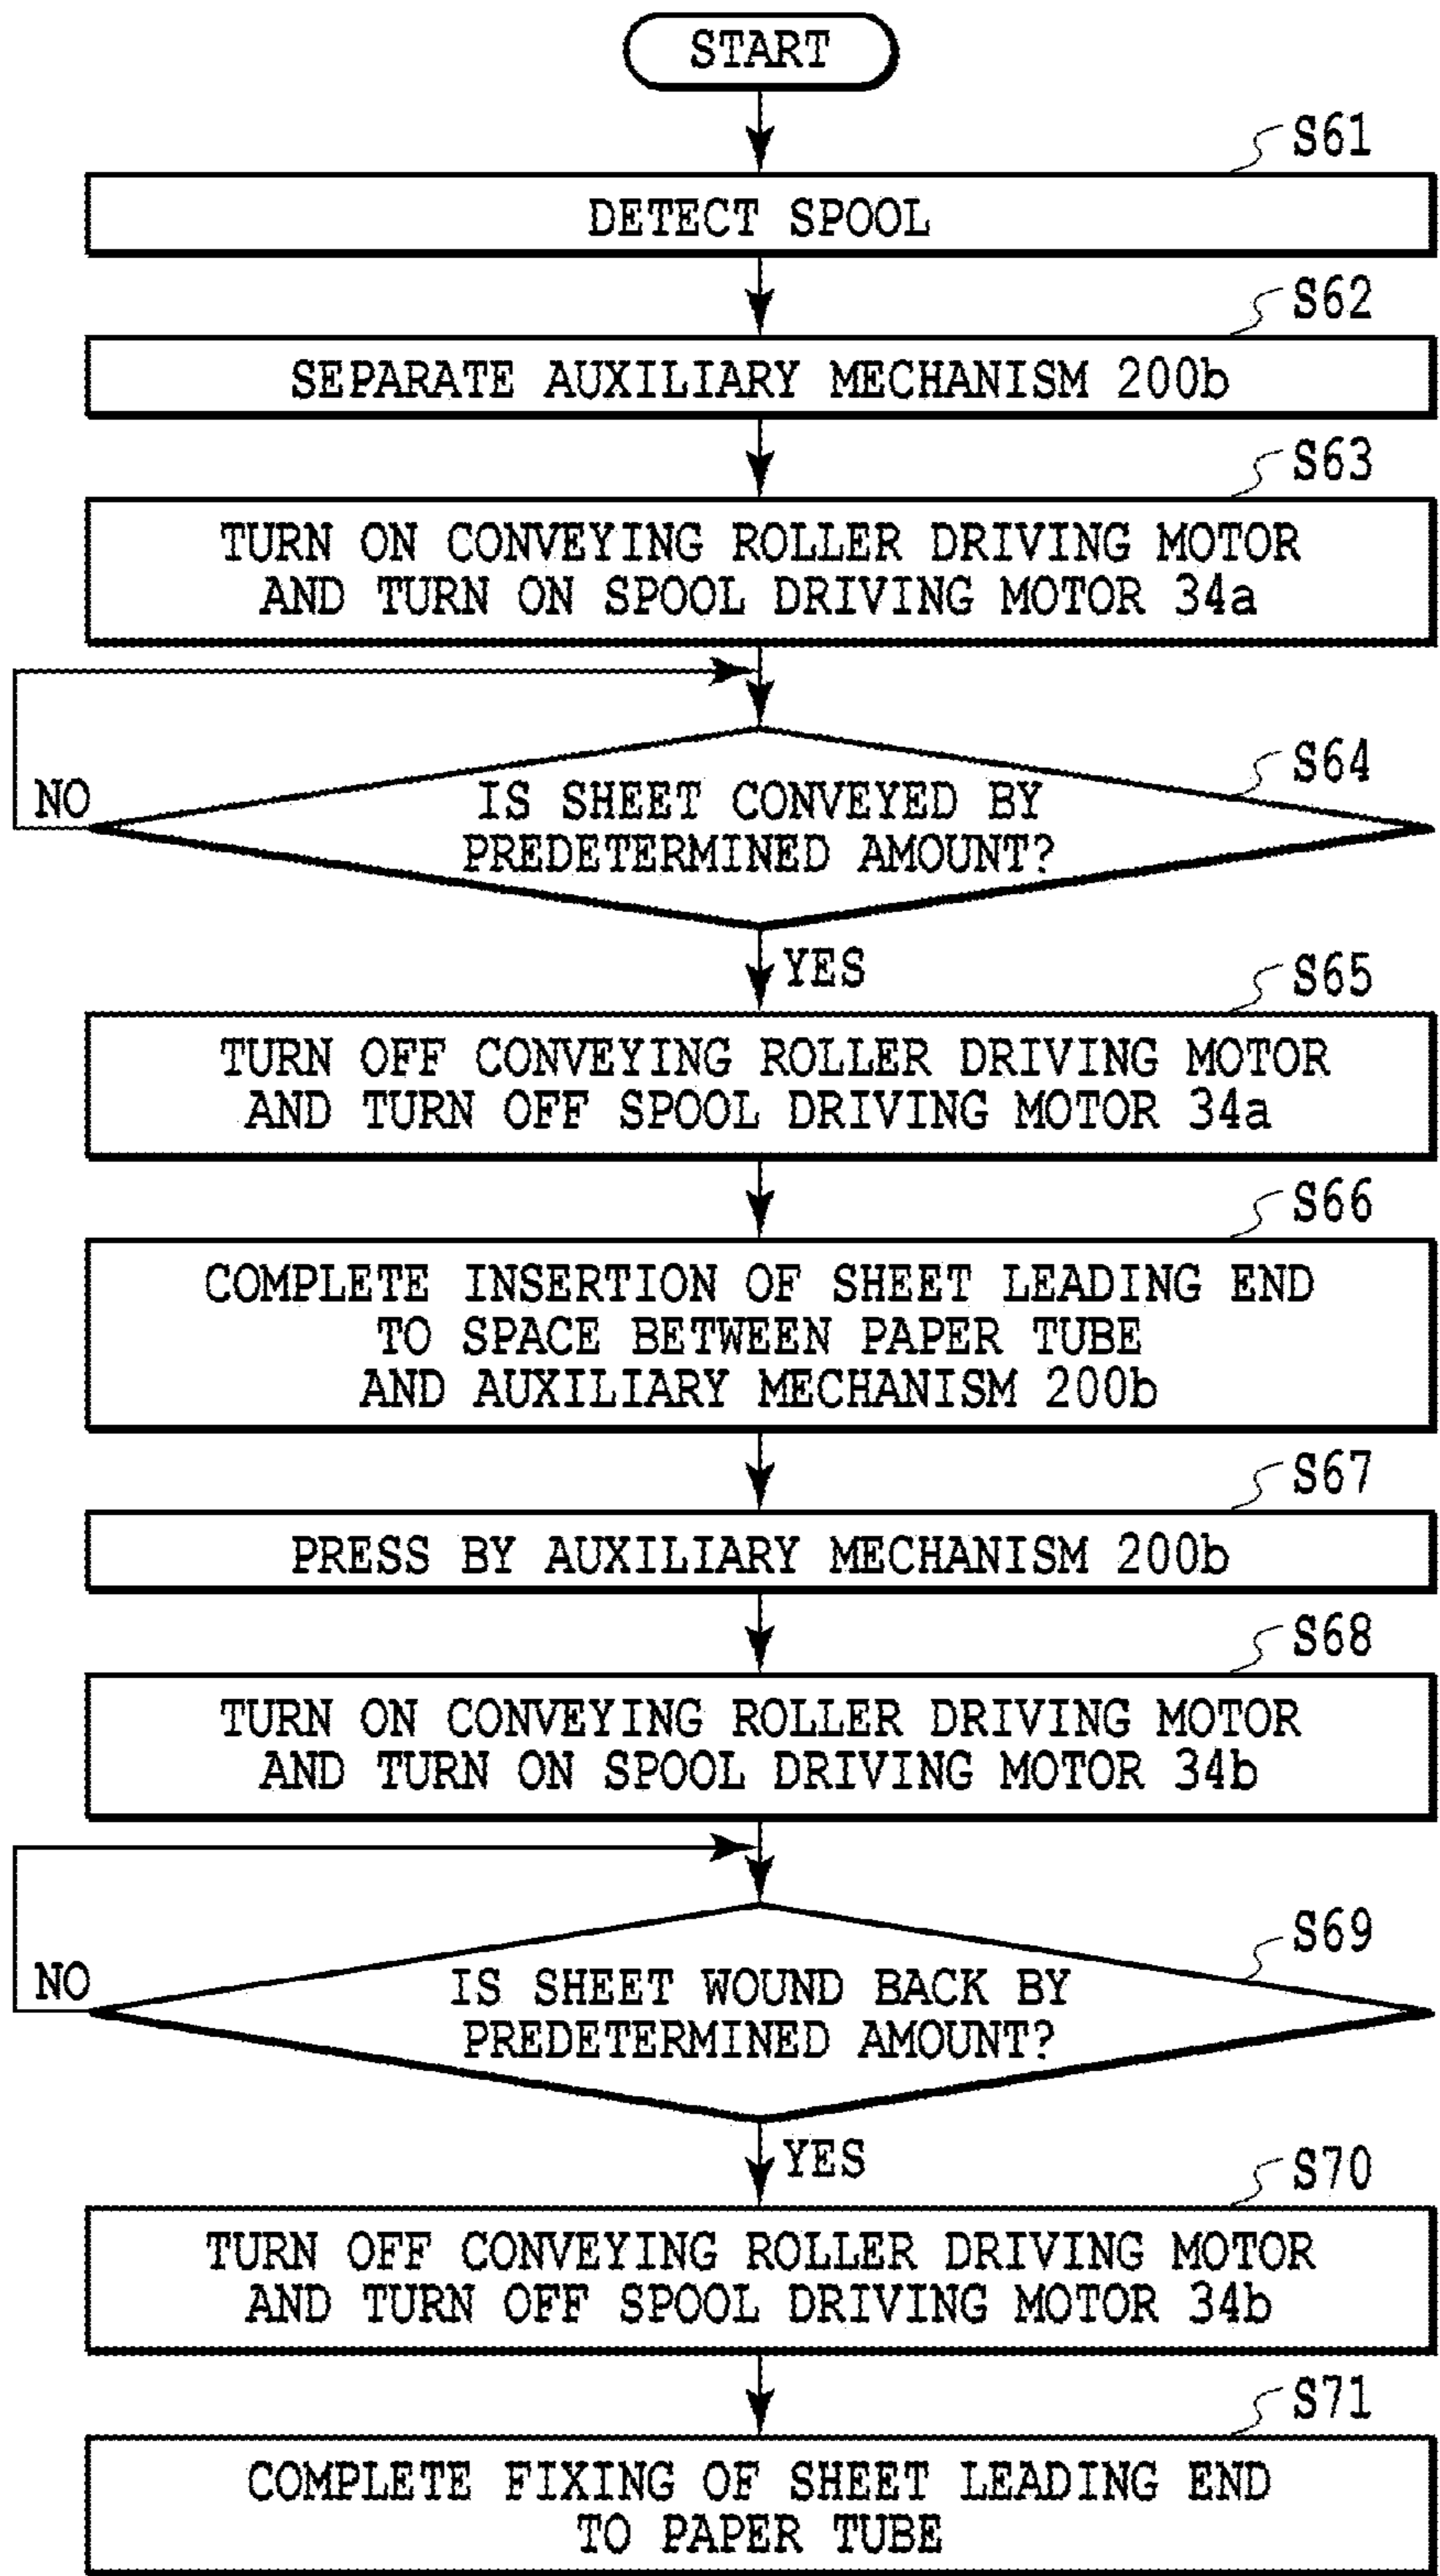 START
S61
DETECT SPOOL
S62
SEPARATE AUXILIARY MECHANISM 200b
S63
TURN ON CONVEYING ROLLER DRIVING MOTOR
AND TURN ON SPOOL DRIVING MOTOR 34a
S64
NO
IS SHEET CONVEYED BY
PREDETERMINED AMOUNT?
YES
S65
TURN OFF CONVEYING ROLLER DRIVING MOTOR
AND TURN OFF SPOOL DRIVING MOTOR 34a
S66
COMPLETE INSERTION OF SHEET LEADING END
TO SPACE BETWEEN PAPER TUBE
AND AUXILIARY MECHANISM 200b
S67
PRESS BY AUXILIARY MECHANISM 200b
S68
TURN ON CONVEYING ROLLER DRIVING MOTOR
AND TURN ON SPOOL DRIVING MOTOR 34b
S69
NO
IS SHEET WOUND BACK BY
PREDETERMINED AMOUNT?
YES
S70
TURN OFF CONVEYING ROLLER DRIVING MOTOR
AND TURN OFF SPOOL DRIVING MOTOR 34b
S71
COMPLETE FIXING OF SHEET LEADING END
TO PAPER TUBE